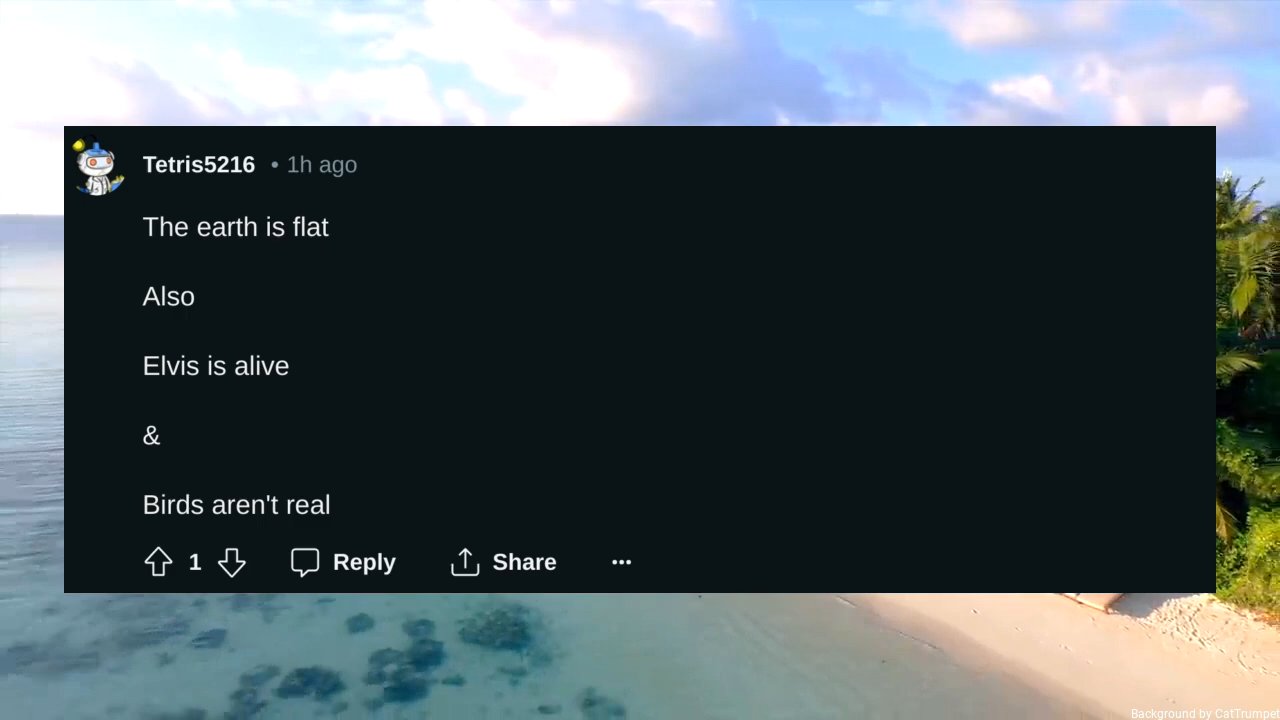 Tetris5216 • 1h ago
The earth is flat
Also
Elvis is alive
&
Birds aren't real
1 Reply Share ...
Background by CatTrumpet